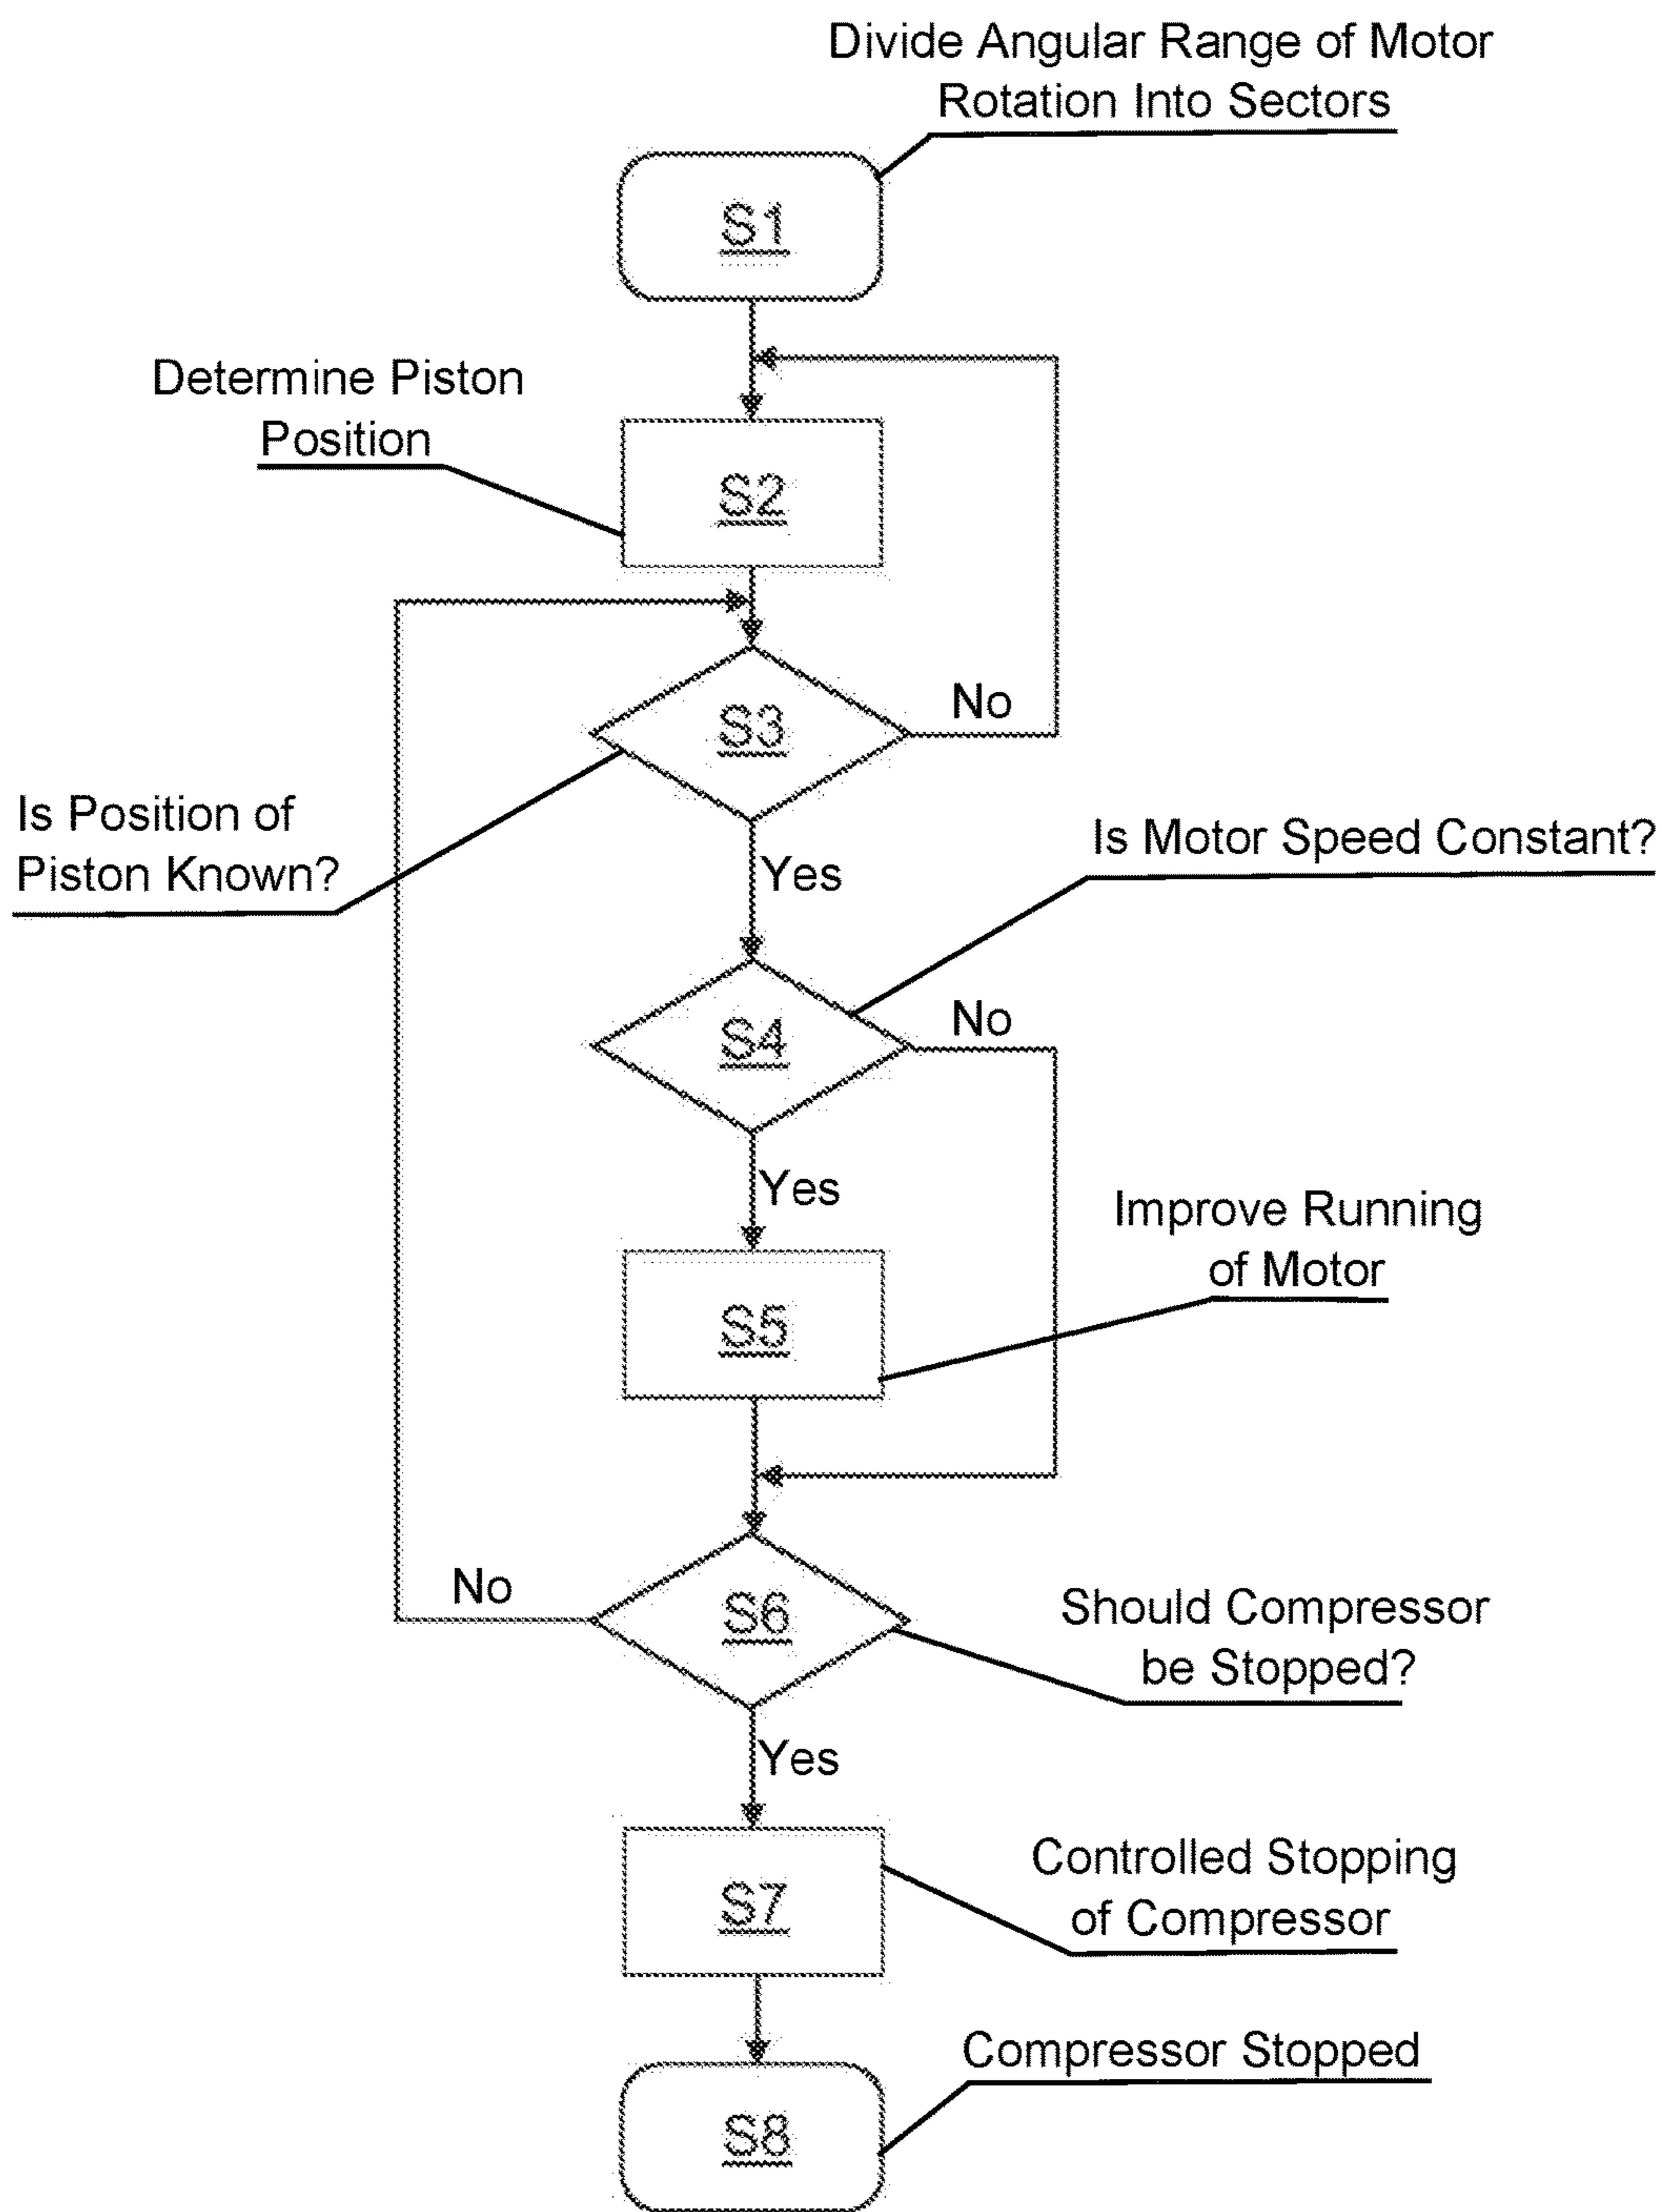 Divide Angular Range of Motor
Rotation Into Sectors
S1
Determine Piston
Position
S2
S3
No
Is Position of
Piston Known?
Yes
Is Motor Speed Constant?
S4
No
Yes
Improve Running
of Motor
S5
No
S6
Should Compressor
be Stopped?
Yes
Controlled Stopping
of Compressor
S7
Compressor Stopped
S8